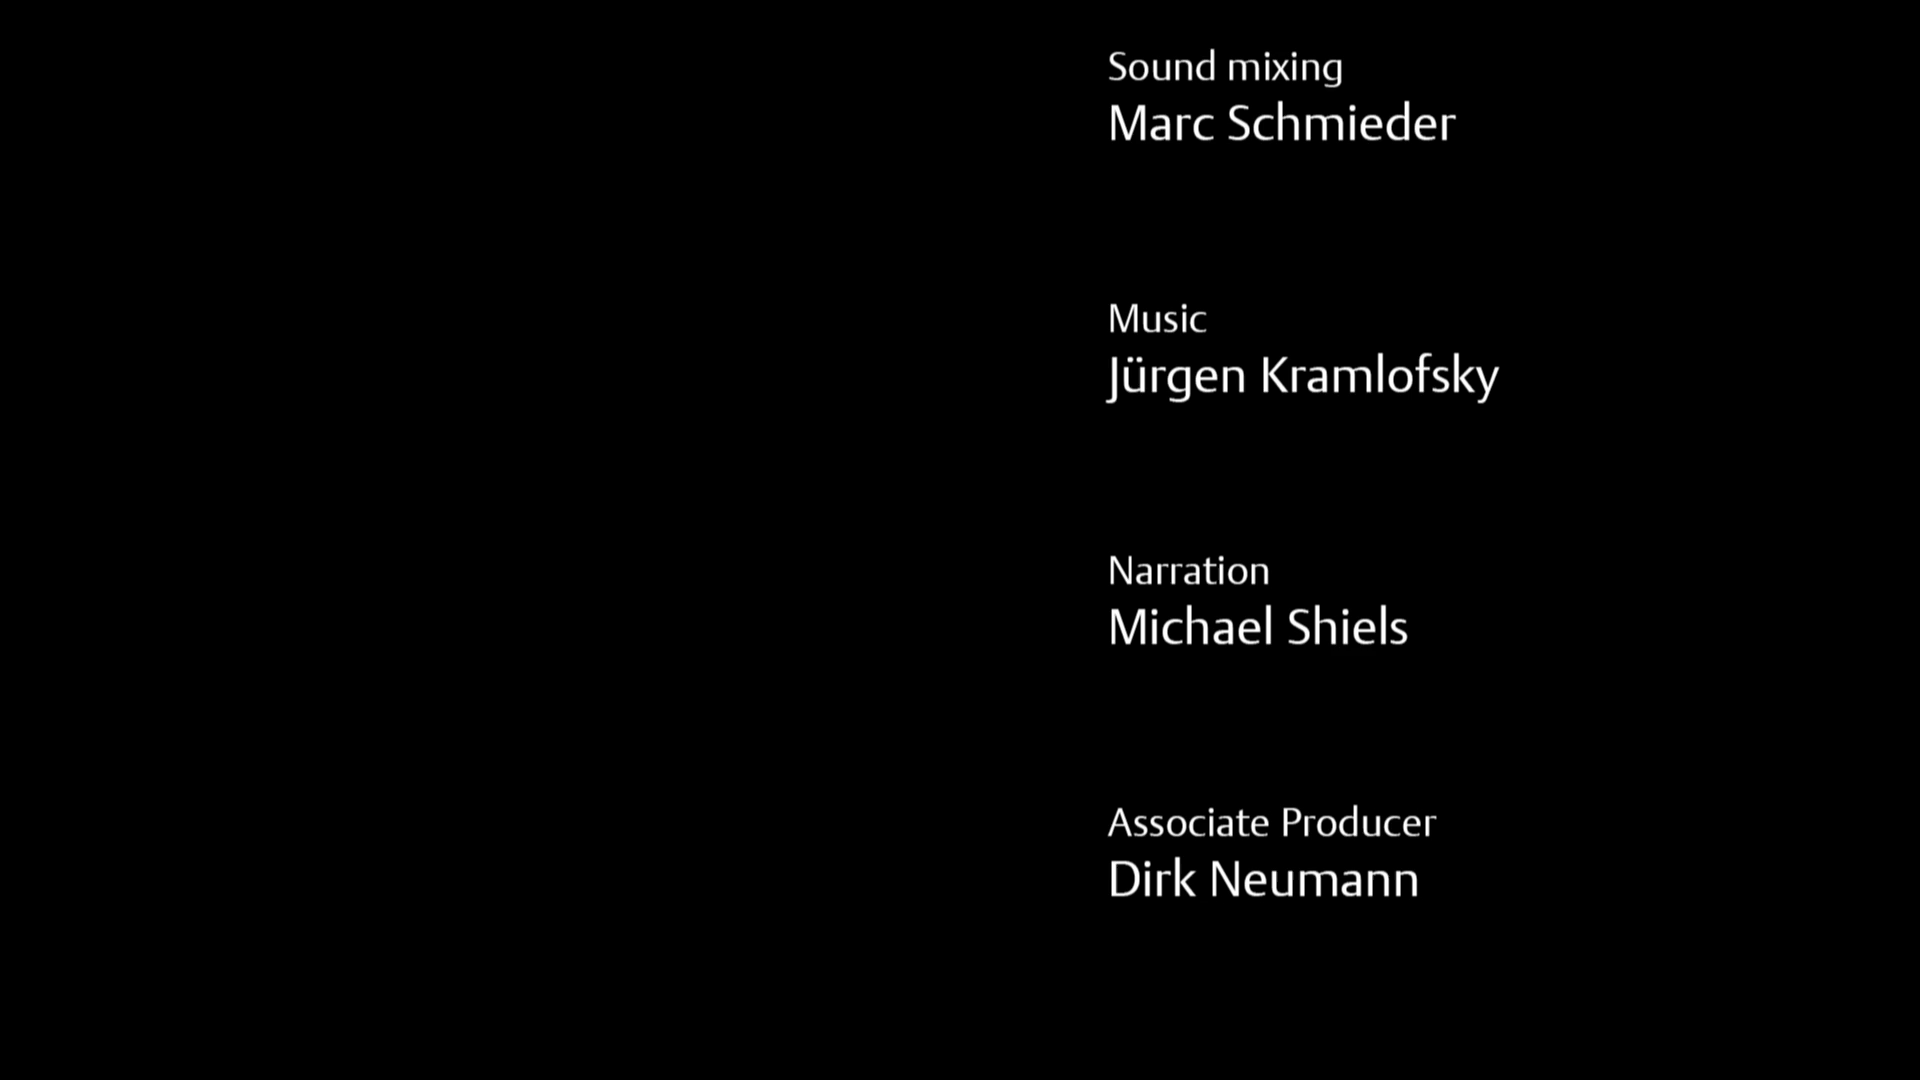 Sound mixing
Marc Schmieder
Music
Jürgen Kramlofsky
Narration
Michael Shiels
Associate Producer
Dirk Neumann